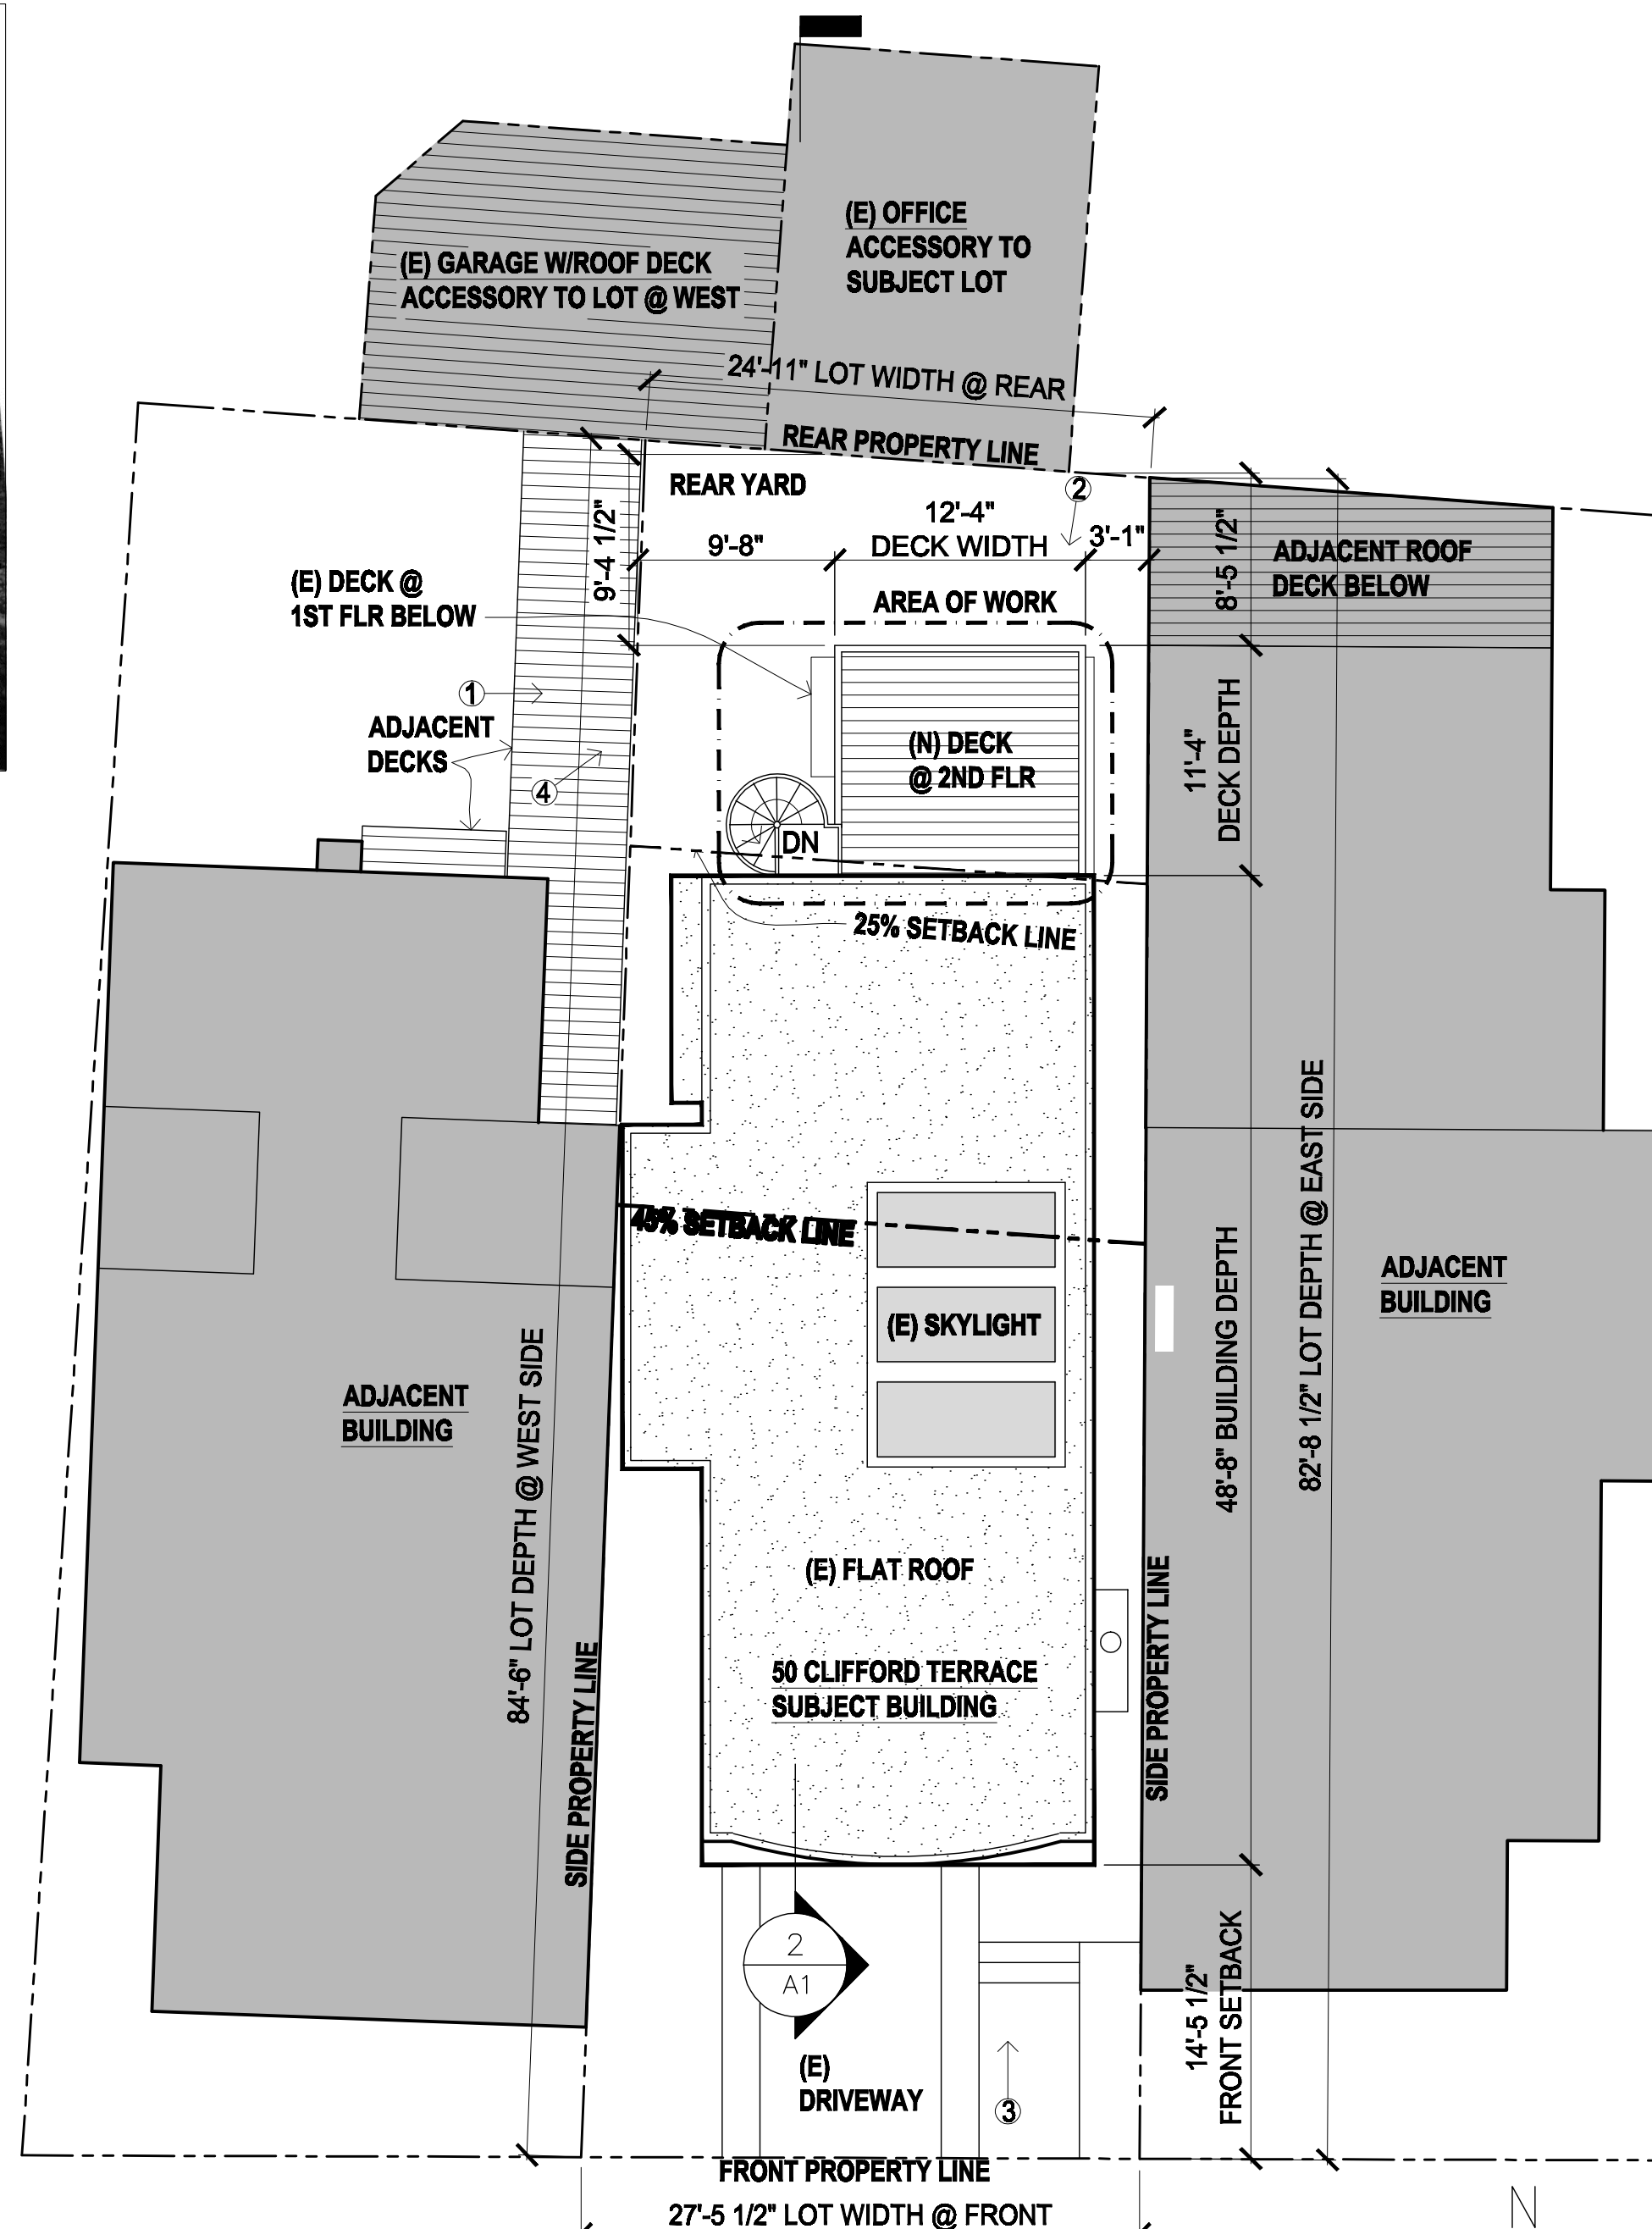 (E) OFFICE
ACCESSORY TO
SUBJECT LOT
(E) GARAGE W/ROOF DECK
ACCESSORY TO LOT @ WEST
24'-11" LOT WIDTH @ REAR
REAR PROPERTY LINE
REAR YARD
2
12'-4"
DECK WIDTH
9'-8"
3'-1"
9'-4 1/2"
8'-5 1/2"
ADJACENT ROOF
DECK BELOW
(E) DECK @
1ST FLR BELOW
AREA OF WORK
1
ADJACENT
DECKS
4
(N) DECK
@ 2ND FLR
11'-4"
DECK DEPTH
DN
25% SETBACK LINE
45% SETBACK LINE
(E) SKYLIGHT
48'-8" BUILDING DEPTH
82'-8 1/2" LOT DEPTH @ EAST SIDE
ADJACENT
BUILDING
ADJACENT
BUILDING
84'-6" LOT DEPTH @ WEST SIDE
SIDE PROPERTY LINE
(E) FLAT ROOF
50 CLIFFORD TERRACE
SUBJECT BUILDING
SIDE PROPERTY LINE
2
A1
14'-5 1/2"
FRONT SETBACK
(E)
DRIVEWAY
3
FRONT PROPERTY LINE
27'-5 1/2" LOT WIDTH @ FRONT
N